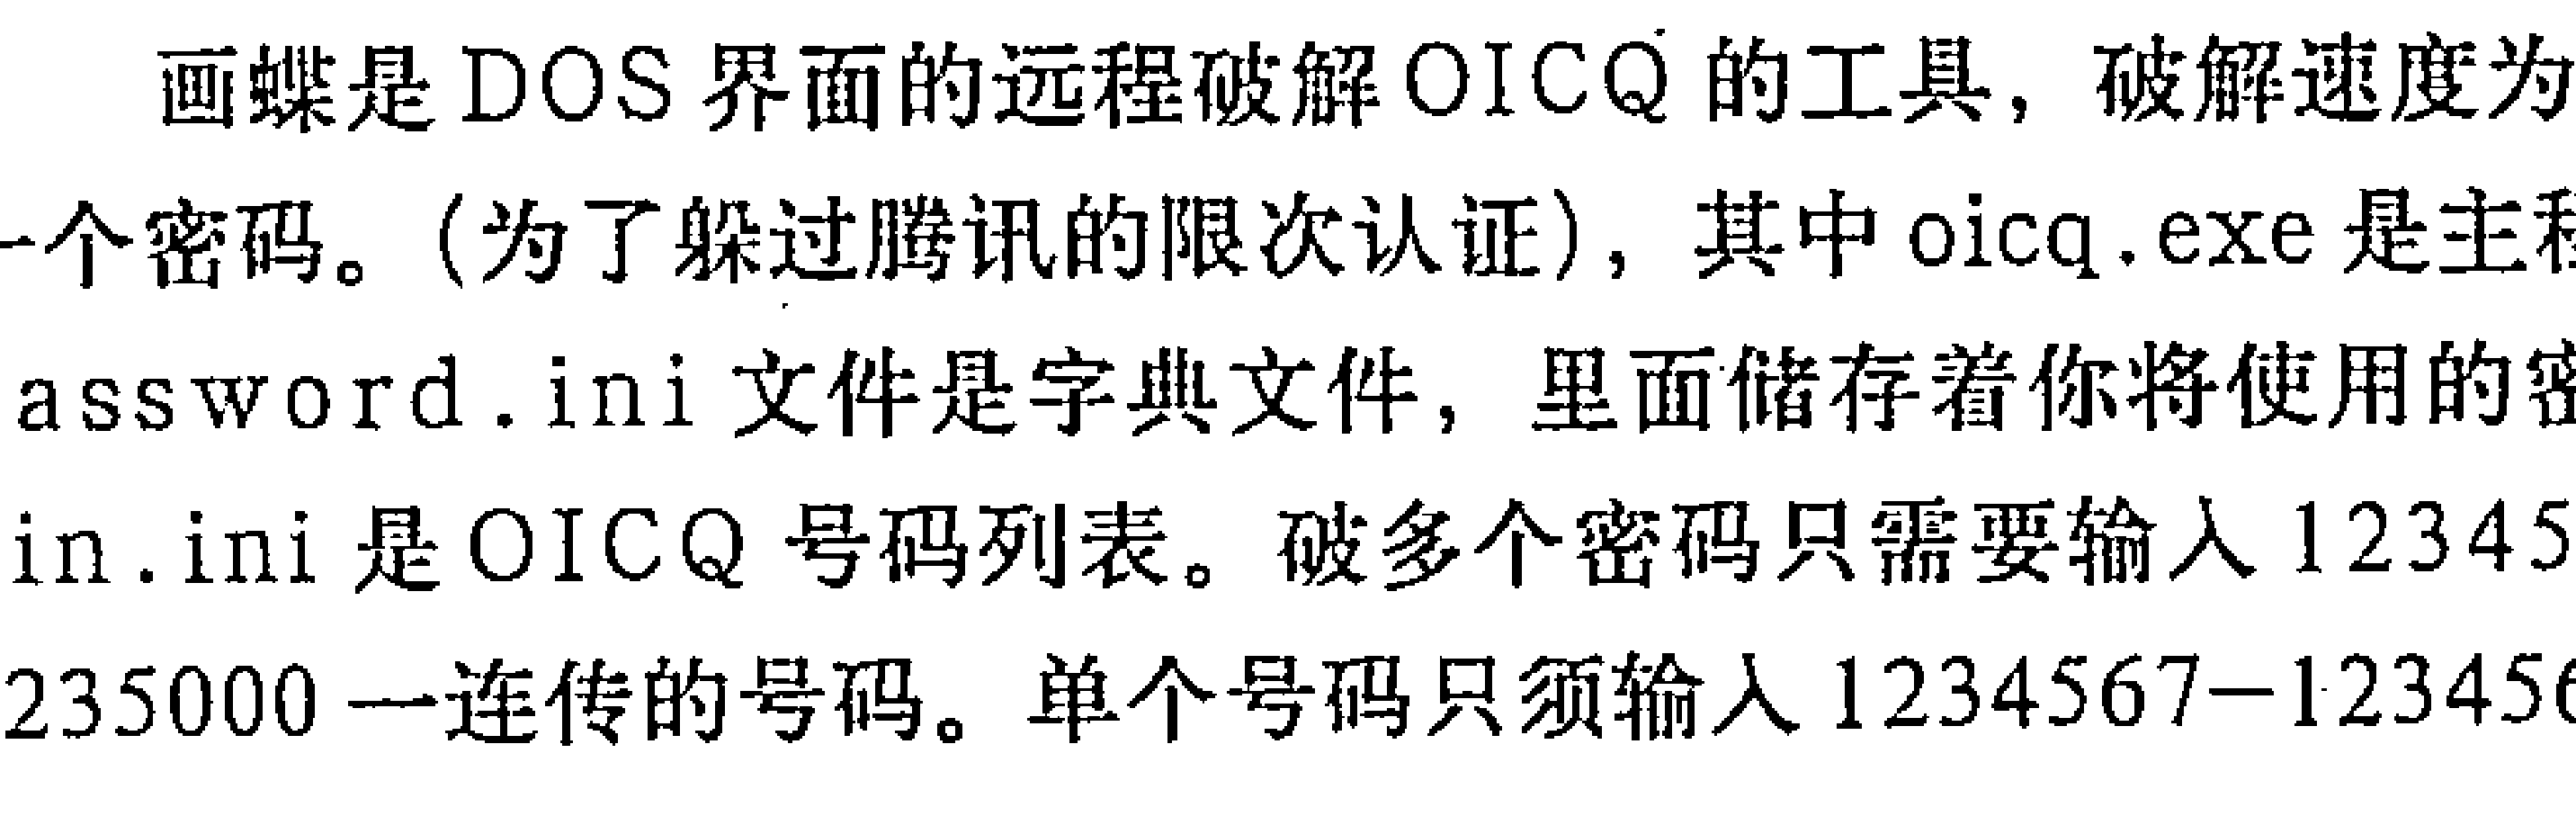 画蝶是DOS界面的远程破解OICQ的工具，破解速度为
一个密码。（为了躲过腾讯的限次认证），其中oicq.exe是主程
assword.ini文件是字典文件，里面储存着你将使用的密
in.ini是OICQ号码列表。破多个密码只需要输入12345
235000一连传的号码。单个号码只须输入1234567-123456